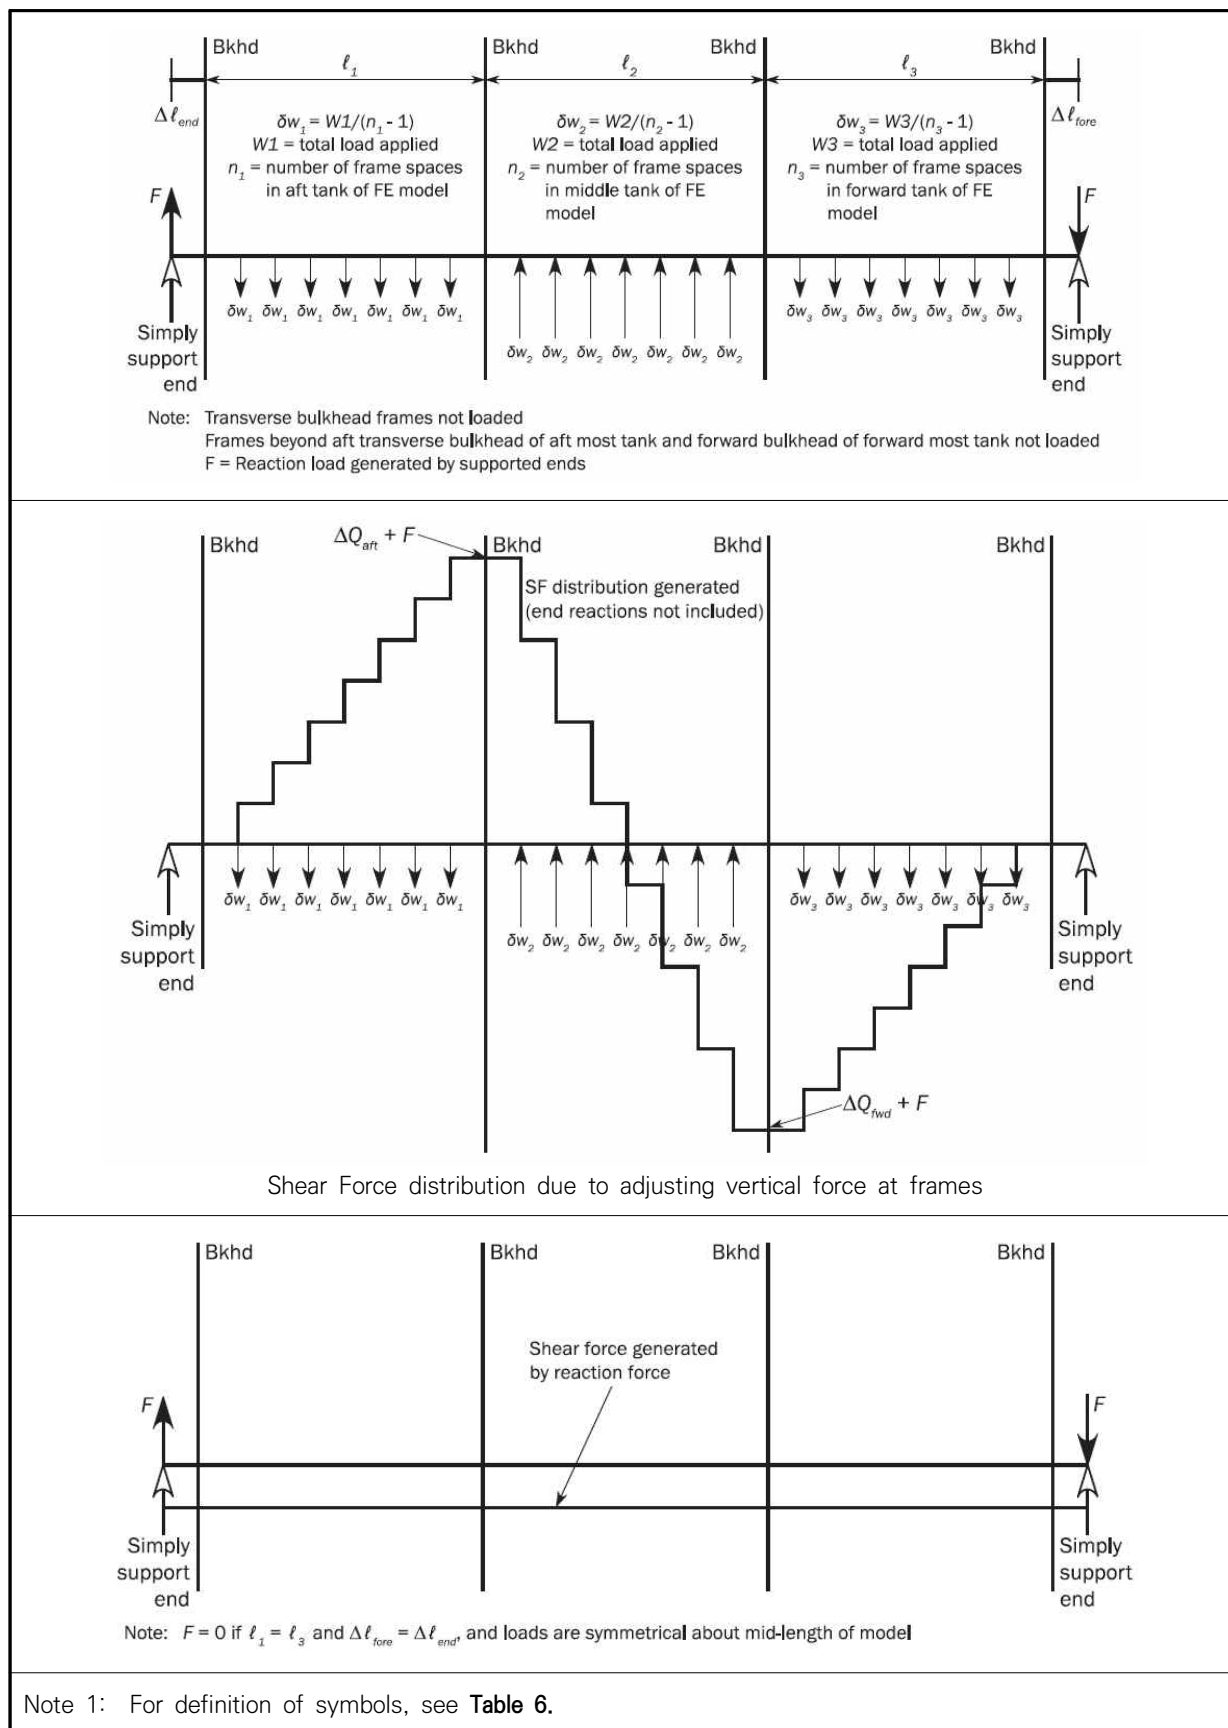 Bkhd Bkhd Bkhd Bkhd
ℓ₁ ℓ₂ ℓ₃
Δℓend Δℓfore
δw₁ = W1/(n₁ - 1)
W1 = total load applied
n₁ = number of frame spaces
in aft tank of FE model
δw₂ = W2/(n₂ - 1)
W2 = total load applied
n₂ = number of frame spaces
in middle tank of FE
model
δw₃ = W3/(n₃ - 1)
W3 = total load applied
n₃ = number of frame spaces
in forward tank of FE
model
F F
δw₁ δw₁ δw₁ δw₁ δw₁ δw₁ δw₁
δw₂ δw₂ δw₂ δw₂ δw₂ δw₂ δw₂
δw₃ δw₃ δw₃ δw₃ δw₃ δw₃ δw₃
Simply
support
end
Simply
support
end
Note: Transverse bulkhead frames not loaded
Frames beyond aft transverse bulkhead of aft most tank and forward bulkhead of forward most tank not loaded
F = Reaction load generated by supported ends
Bkhd Bkhd Bkhd Bkhd
ΔQaft + F
SF distribution generated
(end reactions not included)
δw₁ δw₁ δw₁ δw₁ δw₁ δw₁ δw₁
δw₂ δw₂ δw₂ δw₂ δw₂ δw₂ δw₂
δw₃ δw₃ δw₃ δw₃ δw₃ δw₃ δw₃
Simply
support
end
Simply
support
end
ΔQfwd + F
Shear Force distribution due to adjusting vertical force at frames
Bkhd Bkhd Bkhd Bkhd
Shear force generated
by reaction force
F F
Simply
support
end
Simply
support
end
Note: F = 0 if ℓ₁ = ℓ₃ and Δℓfore = Δℓend, and loads are symmetrical about mid-length of model
Note 1: For definition of symbols, see Table 6.